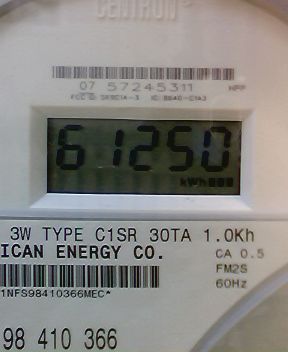 CENTRON®
07 57245311
61250
kWh
3W TYPE C1SR 30TA 1.0Kh
ICAN ENERGY CO.
CA 0.5
FM2S
60Hz
1NFS98410366MEC*
98 410 366